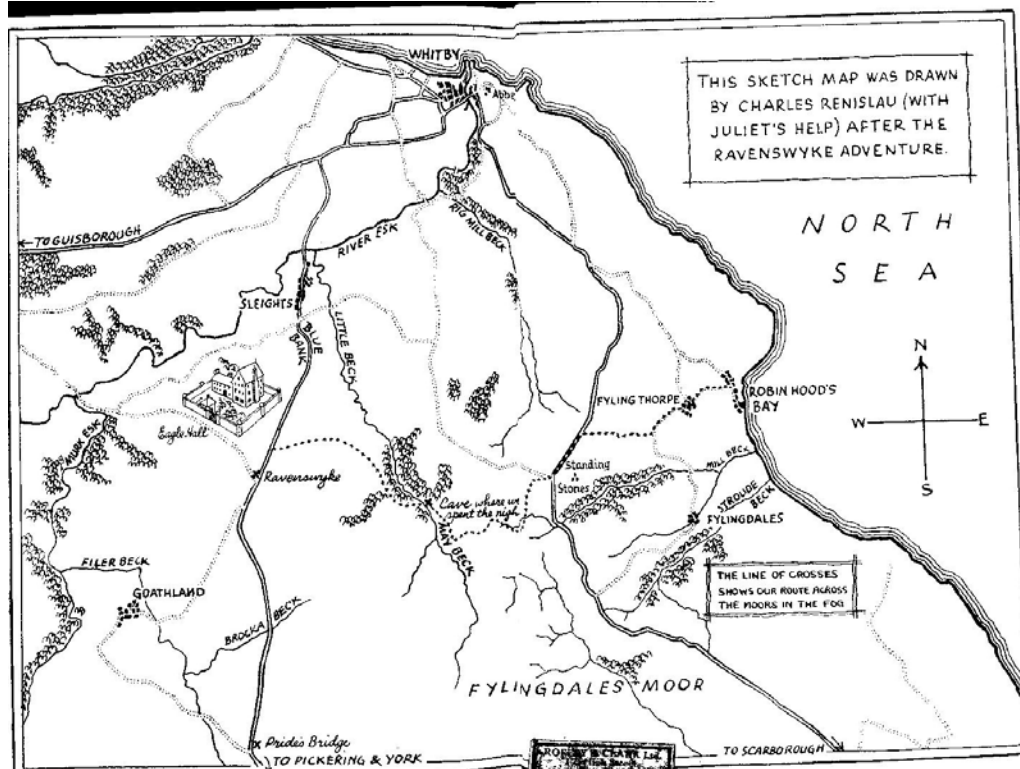 WHITBY
Abbe
THIS SKETCH MAP WAS DRAWN
BY CHARLES RENISLAU (WITH
JULIET'S HELP) AFTER THE
RAVENSWYKE ADVENTURE.
NORTH
SEA
← TO GUISBOROUGH
RIVER ESK
RIG MILL BECK
SLEIGHTS
BLUE
BANK
LITTLE BECK
N
W
E
S
FYLING THORPE
ROBIN HOOD'S
BAY
Eagle Hall
MURK ESK
Ravenswyke
Standing
Stones
MILL BECK
STROUDE
BECK
Cave where we
spent the nigh
MAY BECK
FYLINGDALES
THE LINE OF CROSSES
SHOWS OUR ROUTE ACROSS
THE MOORS IN THE FOG
ELLER BECK
GOATHLAND
BROCKA BECK
FYLINGDALES MOOR
Pride's Bridge
TO PICKERING & YORK
TO SCARBOROUGH